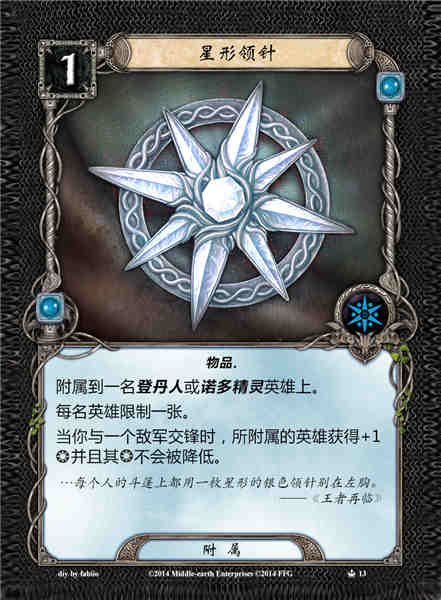 1
星形领针
物品.
附属到一名登丹人或诺多精灵英雄上。
每名英雄限制一张。
当你与一个敌军交锋时，所附属的英雄获得+1
并且其不会被降低。
…每个人的斗篷上都用一枚星形的银色领针别在左胸。
——《王者再临》
附 属
diy by fabiio ©2014 Middle-earth Enterprises ©2014 FFG 13